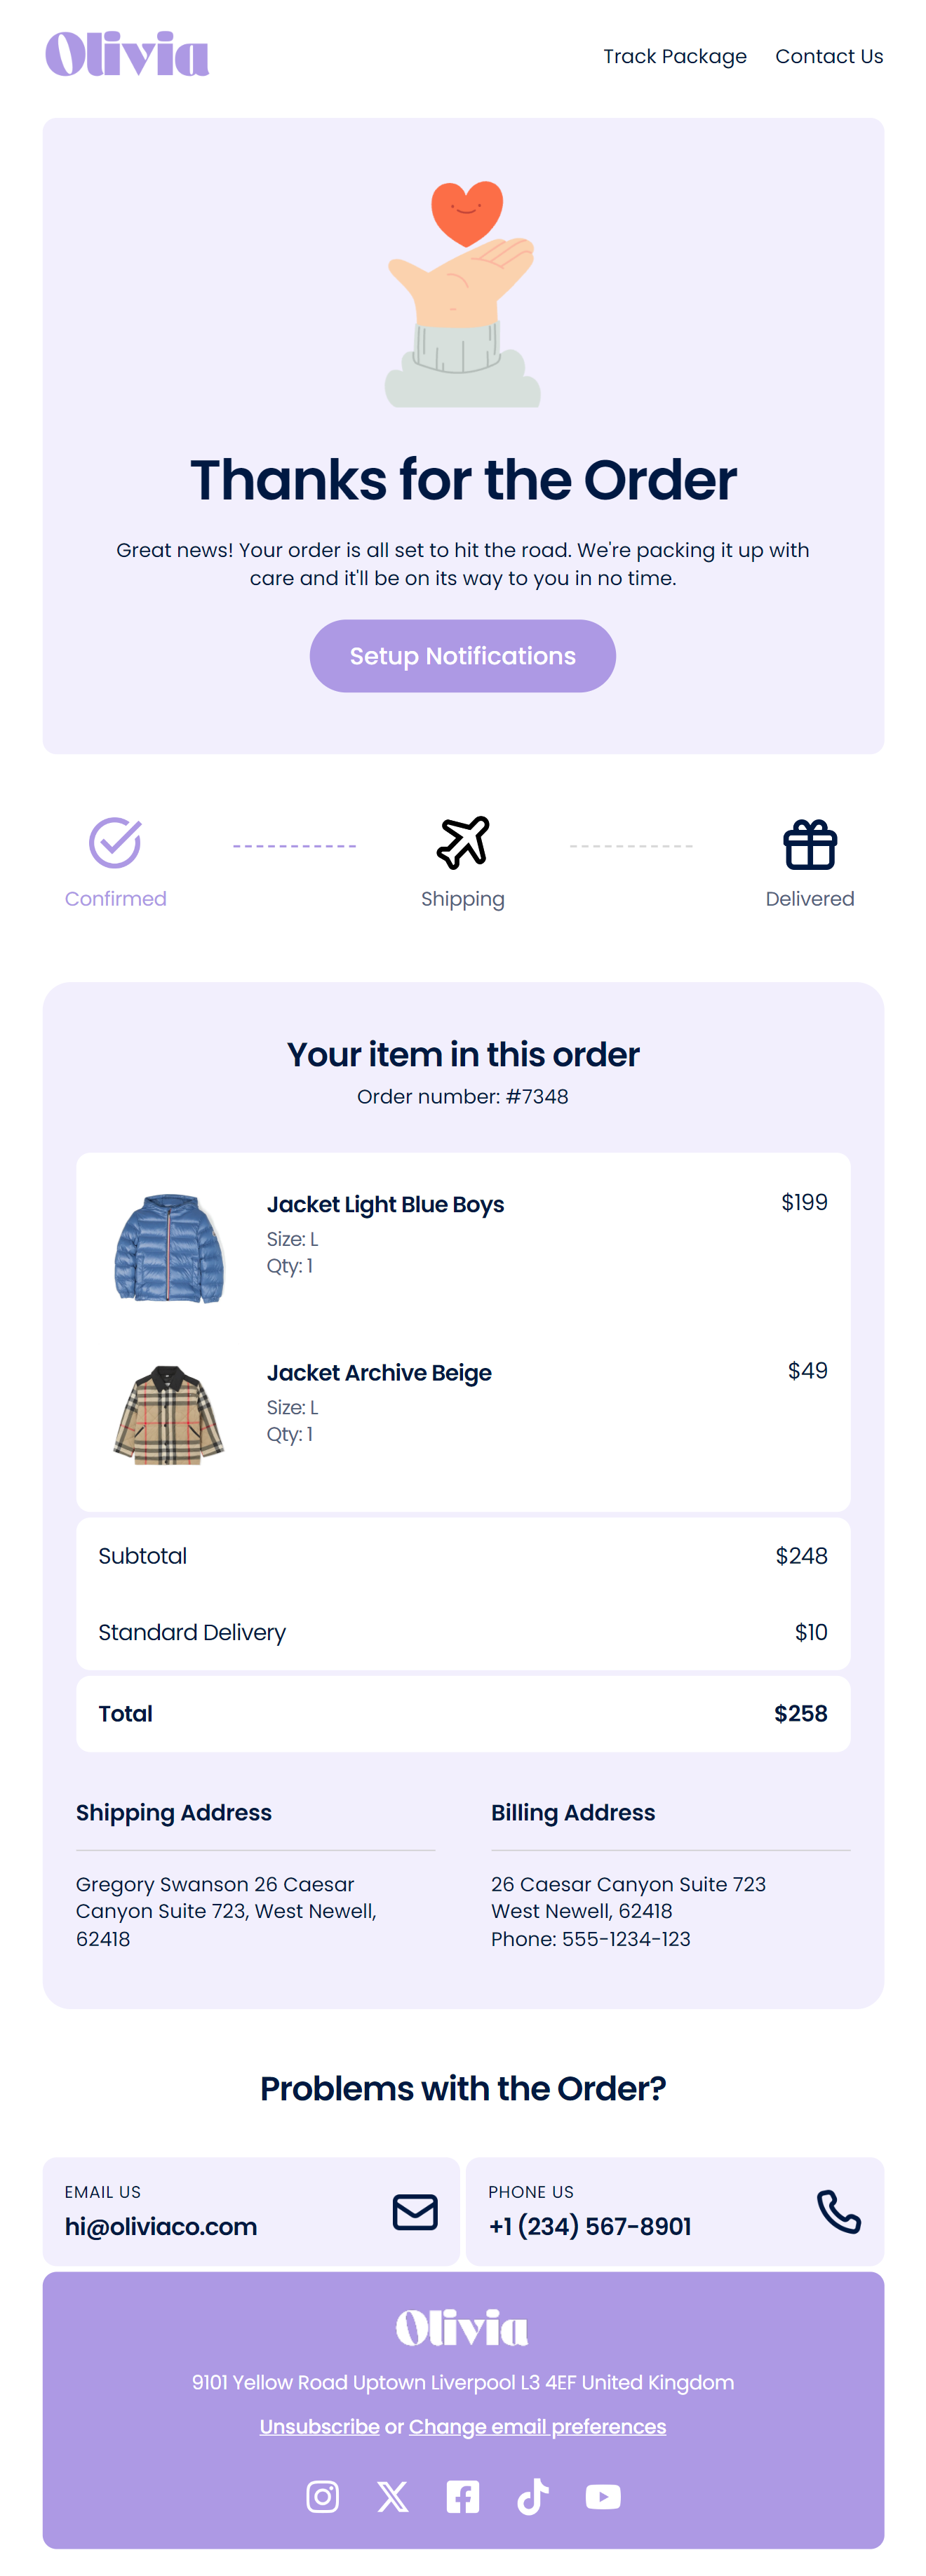 Olivia
Track Package Contact Us
Thanks for the Order
Great news! Your order is all set to hit the road. We're packing it up with
care and it'll be on its way to you in no time.
Setup Notifications
Confirmed Shipping Delivered
Your item in this order
Order number: #7348
Jacket Light Blue Boys $199
Size: L
Qty: 1
Jacket Archive Beige $49
Size: L
Qty: 1
Subtotal $248
Standard Delivery $10
Total $258
Shipping Address
Gregory Swanson 26 Caesar
Canyon Suite 723, West Newell,
62418
Billing Address
26 Caesar Canyon Suite 723
West Newell, 62418
Phone: 555-1234-123
Problems with the Order?
EMAIL US
hi@oliviaco.com
PHONE US
+1 (234) 567-8901
Olivia
9101 Yellow Road Uptown Liverpool L3 4EF United Kingdom
Unsubscribe or Change email preferences